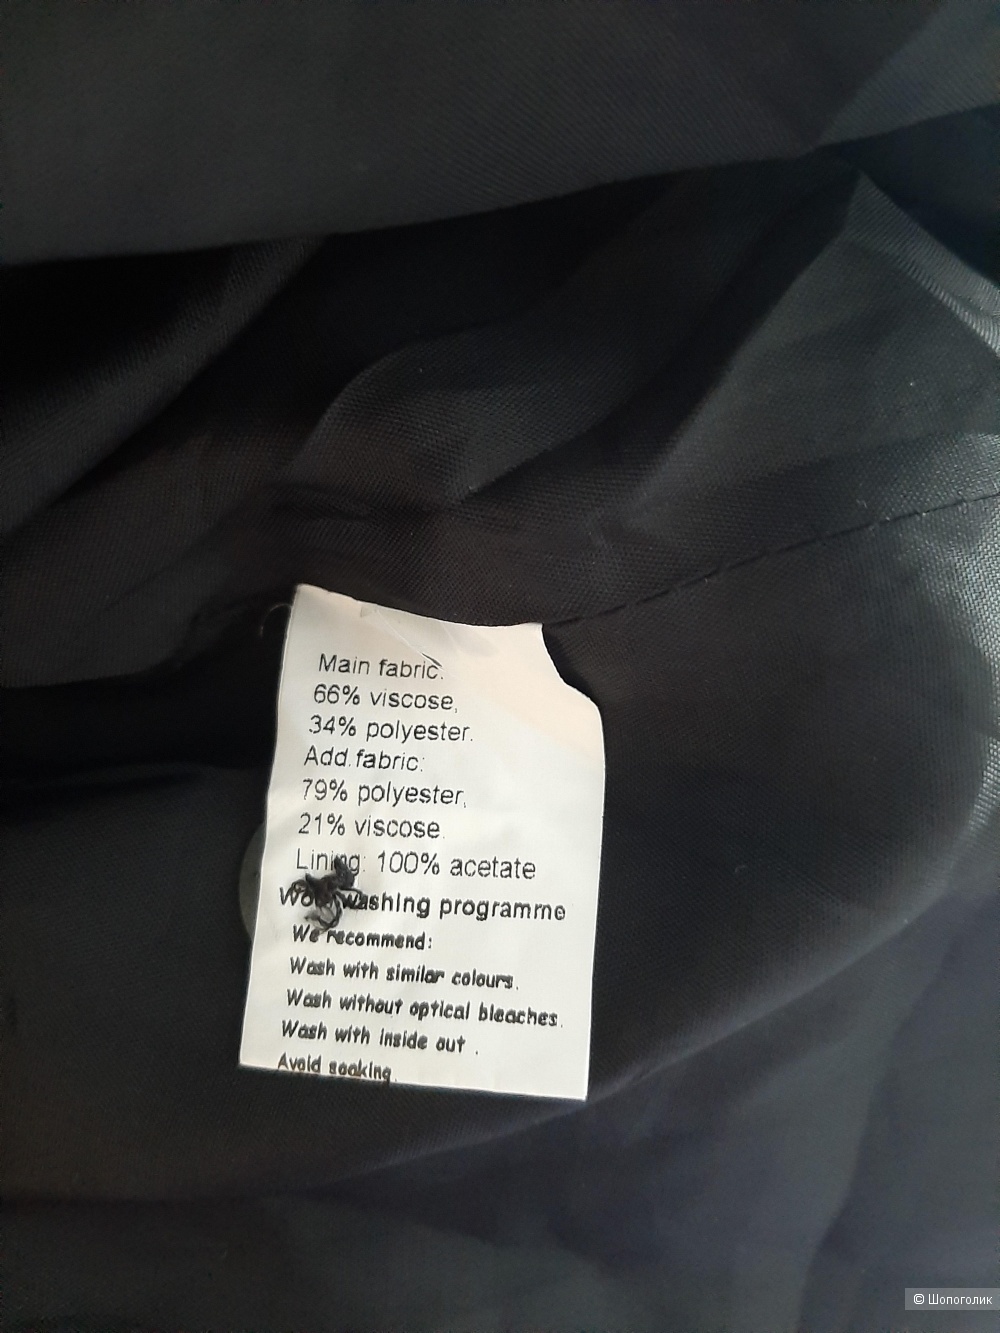 Main fabric:
66% viscose,
34% polyester.
Add.fabric:
79% polyester,
21% viscose.
Lining: 100% acetate
washing programme
We recommend:
Wash with similar colours.
Wash without optical bleaches.
Wash with inside out .
Avoid soaking.
© Шопоголик